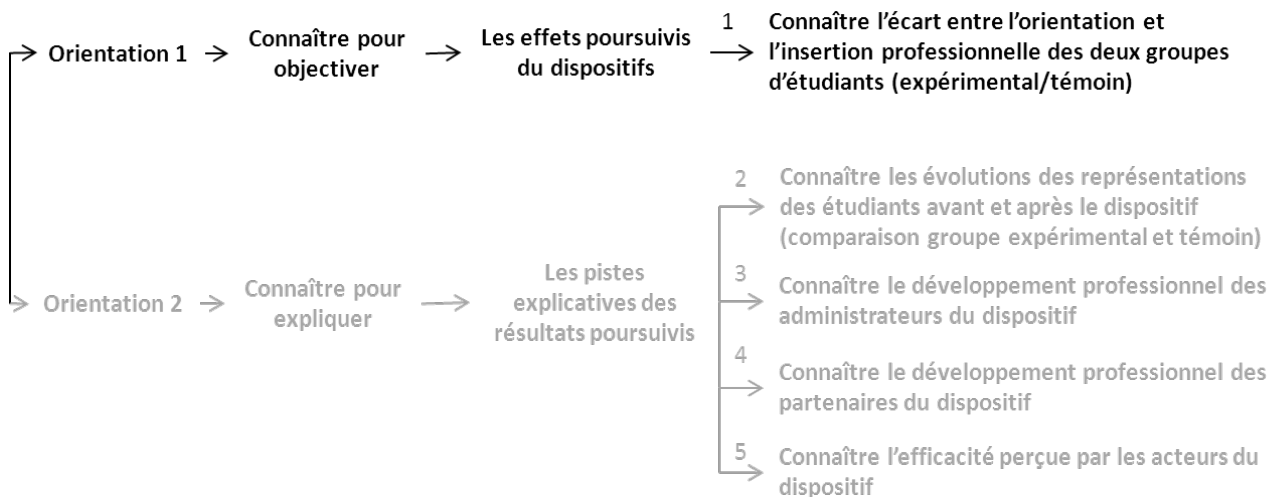 Orientation 1
Connaître pour
objectiver
Les effets poursuivis
du dispositifs
1
Connaître l'écart entre l'orientation et
l'insertion professionnelle des deux groupes
d'étudiants (expérimental/témoin)
Orientation 2
Connaître pour
expliquer
Les pistes
explicatives des
résultats poursuivis
2
Connaître les évolutions des représentations
des étudiants avant et après le dispositif
(comparaison groupe expérimental et témoin)
3
Connaître le développement professionnel des
administrateurs du dispositif
4
Connaître le développement professionnel des
partenaires du dispositif
5
Connaître l'efficacité perçue par les acteurs du
dispositif